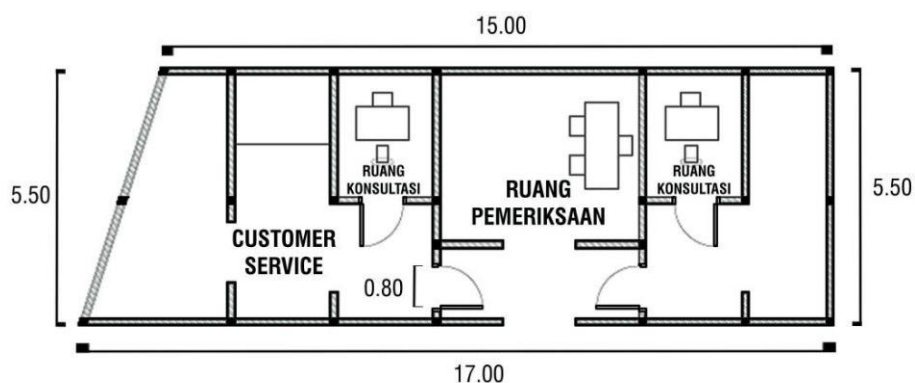 15.00
5.50
5.50
RUANG
KONSULTASI
RUANG
PEMERIKSAAN
RUANG
KONSULTASI
CUSTOMER
SERVICE
0.80
17.00